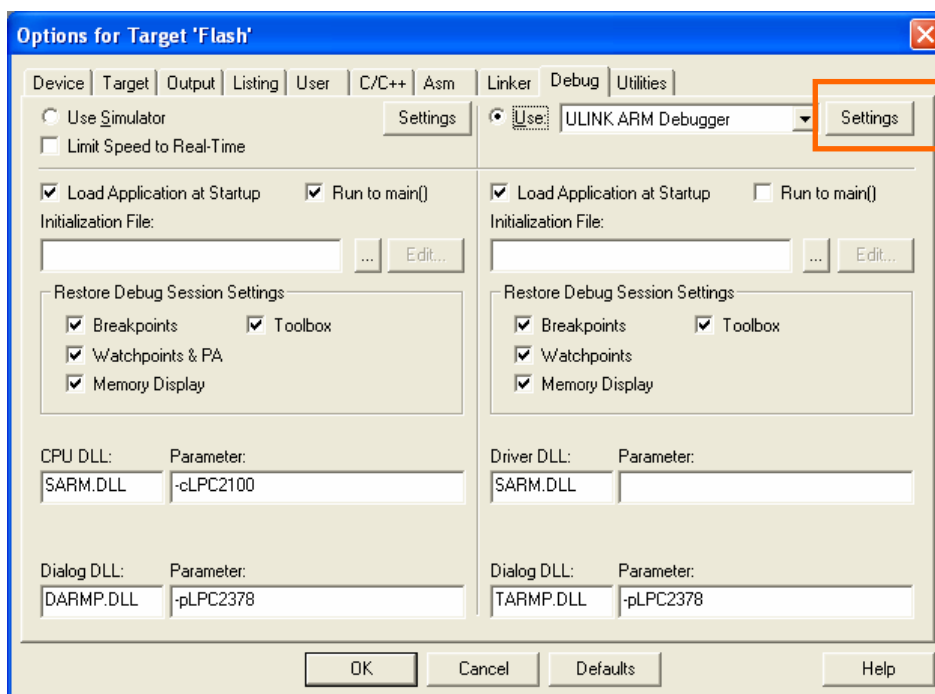 Options for Target 'Flash'
Device Target Output Listing User C/C++ Asm Linker Debug Utilities
Use Simulator Settings Use: ULINK ARM Debugger Settings
Limit Speed to Real-Time
Load Application at Startup Run to main() Load Application at Startup Run to main()
Initialization File: Initialization File:
... Edit... ... Edit...
Restore Debug Session Settings Restore Debug Session Settings
Breakpoints Toolbox Breakpoints Toolbox
Watchpoints & PA Watchpoints
Memory Display Memory Display
CPU DLL: Parameter: Driver DLL: Parameter:
SARM.DLL -cLPC2100 SARM.DLL
Dialog DLL: Parameter: Dialog DLL: Parameter:
DARMP.DLL -pLPC2378 TARMP.DLL -pLPC2378
OK Cancel Defaults Help